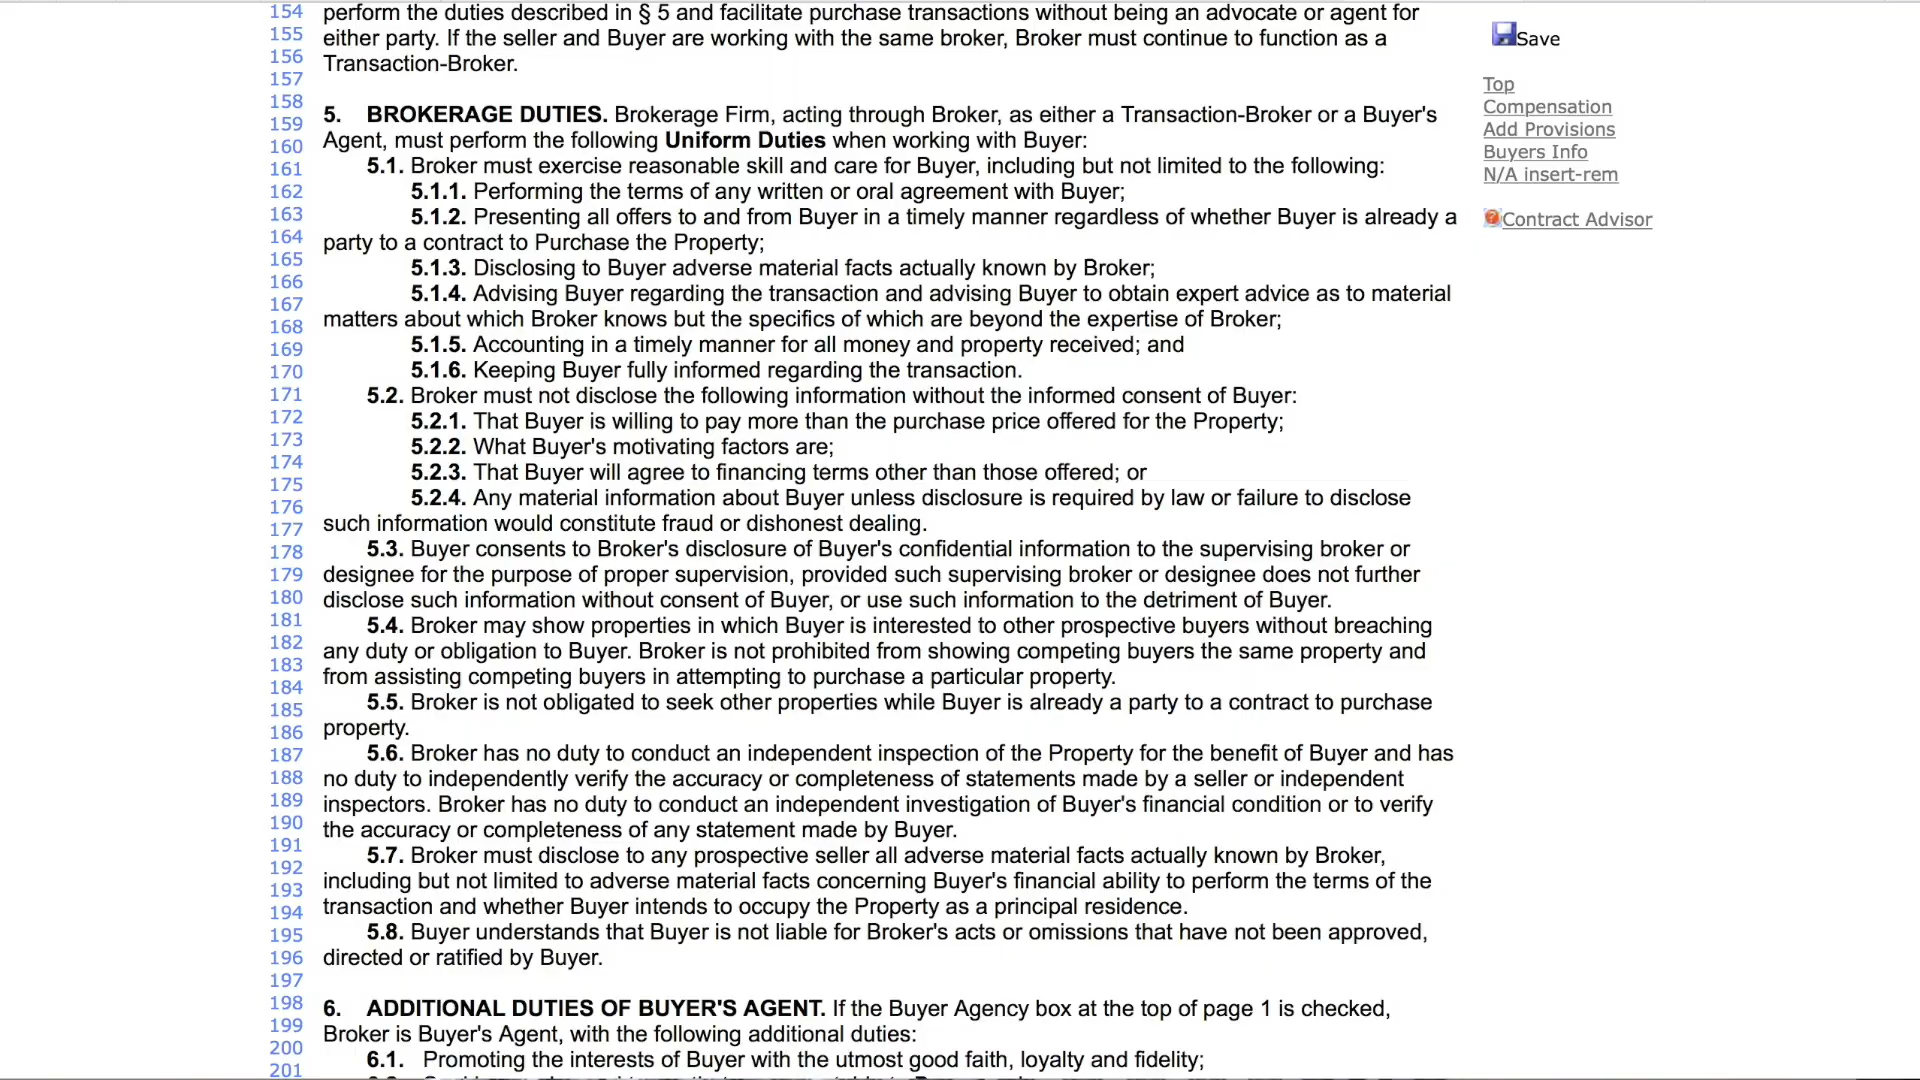 154
155
156
157
158
159
160
161
162
163
164
165
166
167
168
169
170
171
172
173
174
175
176
177
178
179
180
181
182
183
184
185
186
187
188
189
190
191
192
193
194
195
196
197
198
199
200
201
perform the duties described in § 5 and facilitate purchase transactions without being an advocate or agent for
either party. If the seller and Buyer are working with the same broker, Broker must continue to function as a
Transaction-Broker.
5. BROKERAGE DUTIES. Brokerage Firm, acting through Broker, as either a Transaction-Broker or a Buyer's
Agent, must perform the following Uniform Duties when working with Buyer:
5.1. Broker must exercise reasonable skill and care for Buyer, including but not limited to the following:
5.1.1. Performing the terms of any written or oral agreement with Buyer;
5.1.2. Presenting all offers to and from Buyer in a timely manner regardless of whether Buyer is already a
party to a contract to Purchase the Property;
5.1.3. Disclosing to Buyer adverse material facts actually known by Broker;
5.1.4. Advising Buyer regarding the transaction and advising Buyer to obtain expert advice as to material
matters about which Broker knows but the specifics of which are beyond the expertise of Broker;
5.1.5. Accounting in a timely manner for all money and property received; and
5.1.6. Keeping Buyer fully informed regarding the transaction.
5.2. Broker must not disclose the following information without the informed consent of Buyer:
5.2.1. That Buyer is willing to pay more than the purchase price offered for the Property;
5.2.2. What Buyer's motivating factors are;
5.2.3. That Buyer will agree to financing terms other than those offered; or
5.2.4. Any material information about Buyer unless disclosure is required by law or failure to disclose
such information would constitute fraud or dishonest dealing.
5.3. Buyer consents to Broker's disclosure of Buyer's confidential information to the supervising broker or
designee for the purpose of proper supervision, provided such supervising broker or designee does not further
disclose such information without consent of Buyer, or use such information to the detriment of Buyer.
5.4. Broker may show properties in which Buyer is interested to other prospective buyers without breaching
any duty or obligation to Buyer. Broker is not prohibited from showing competing buyers the same property and
from assisting competing buyers in attempting to purchase a particular property.
5.5. Broker is not obligated to seek other properties while Buyer is already a party to a contract to purchase
property.
5.6. Broker has no duty to conduct an independent inspection of the Property for the benefit of Buyer and has
no duty to independently verify the accuracy or completeness of statements made by a seller or independent
inspectors. Broker has no duty to conduct an independent investigation of Buyer's financial condition or to verify
the accuracy or completeness of any statement made by Buyer.
5.7. Broker must disclose to any prospective seller all adverse material facts actually known by Broker,
including but not limited to adverse material facts concerning Buyer's financial ability to perform the terms of the
transaction and whether Buyer intends to occupy the Property as a principal residence.
5.8. Buyer understands that Buyer is not liable for Broker's acts or omissions that have not been approved,
directed or ratified by Buyer.
6. ADDITIONAL DUTIES OF BUYER'S AGENT. If the Buyer Agency box at the top of page 1 is checked,
Broker is Buyer's Agent, with the following additional duties:
6.1. Promoting the interests of Buyer with the utmost good faith, loyalty and fidelity;
Save
Top
Compensation
Add Provisions
Buyers Info
N/A insert-rem
Contract Advisor